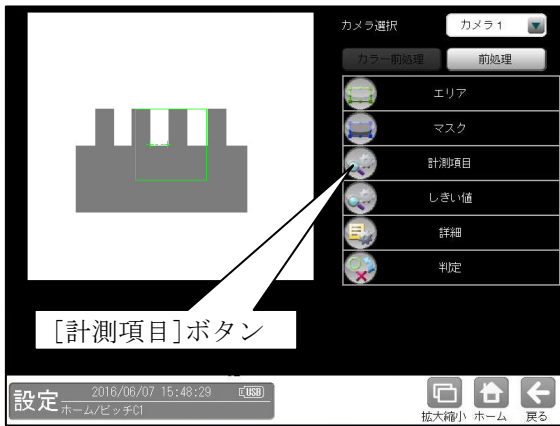 カメラ選択
カメラ1
カラー前処理
前処理
エリア
マスク
計測項目
しきい値
詳細
判定
[計測項目]ボタン
設定
2016/06/07 15:48:29
USB
ホーム/ピッチC1
拡大縮小
ホーム
戻る